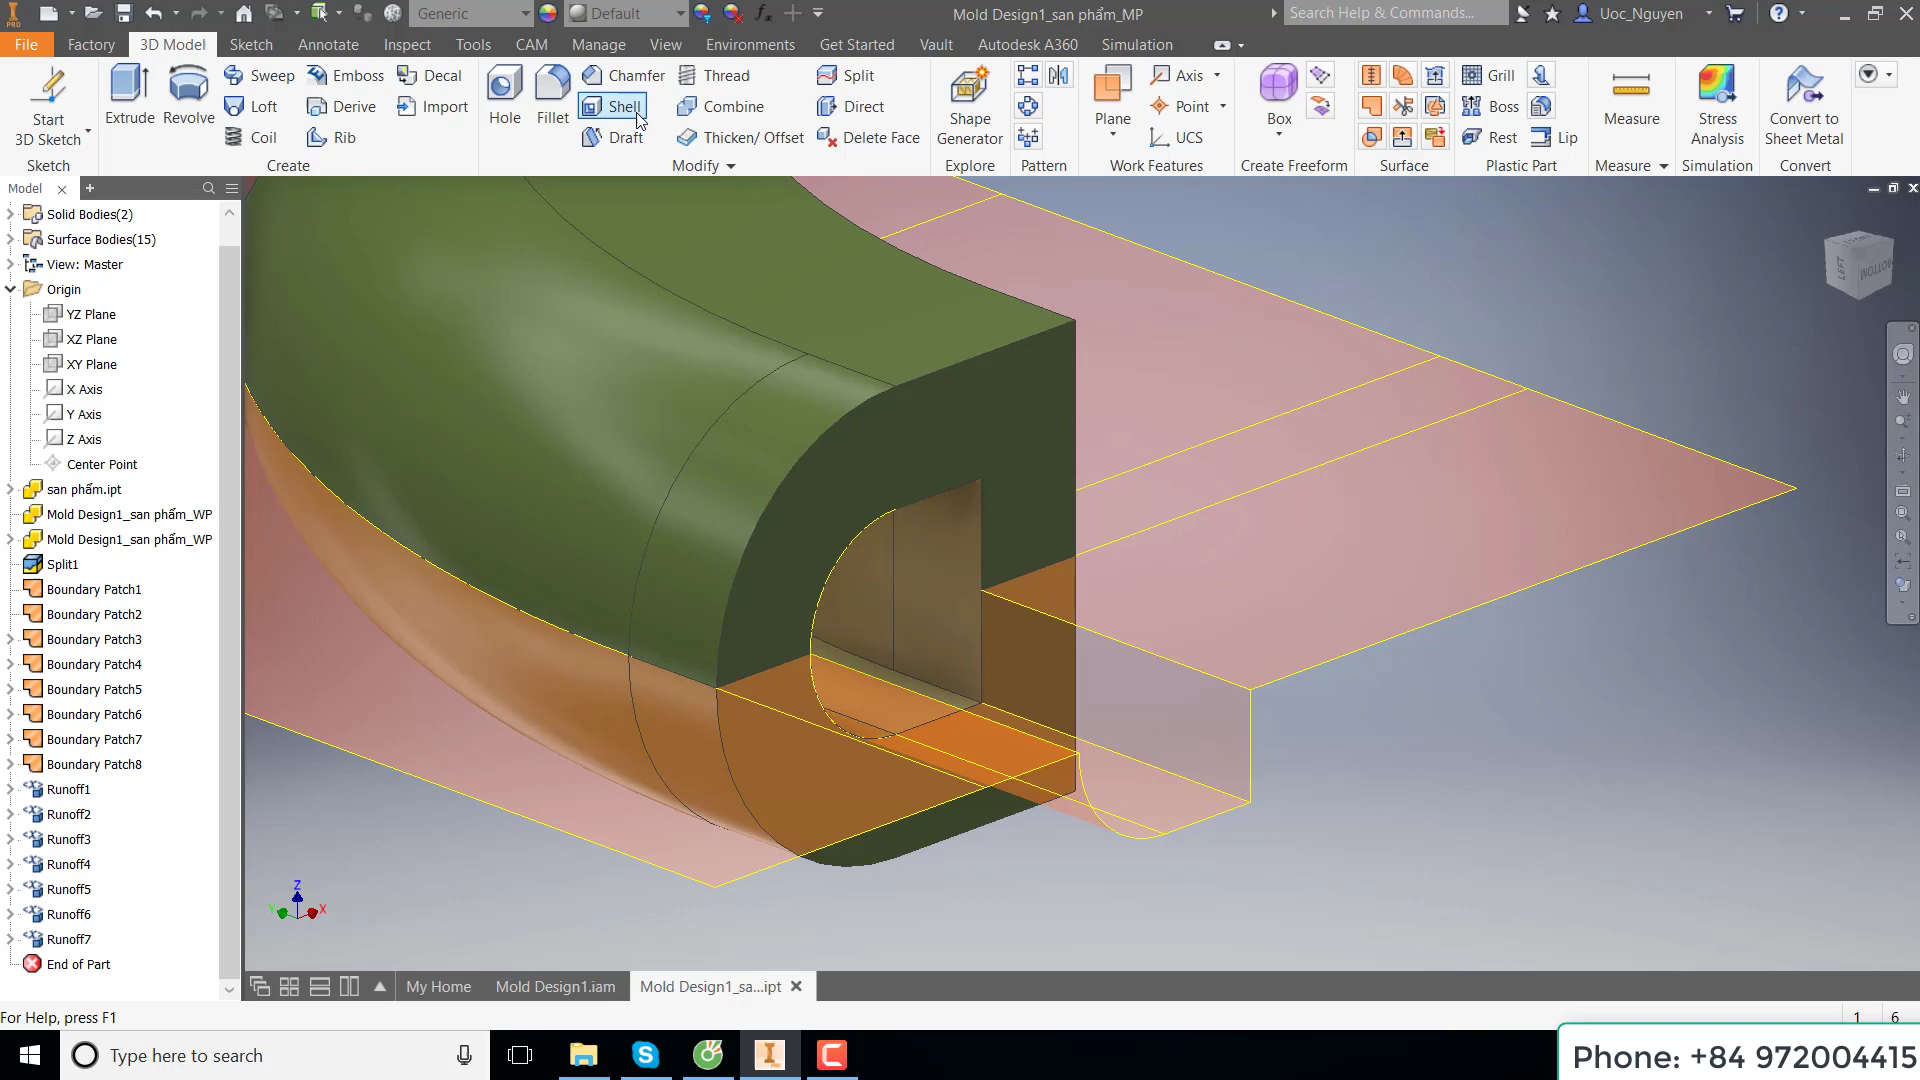 PRO
Generic
Default
fx
Mold Design1_san phẩm_MP
Search Help & Commands...
Uoc_Nguyen
File
Factory
3D Model
Sketch
Annotate
Inspect
Tools
CAM
Manage
View
Environments
Get Started
Vault
Autodesk A360
Simulation
Start
3D Sketch
Sketch
Extrude
Revolve
Sweep
Loft
Coil
Emboss
Derive
Rib
Decal
Import
Create
Hole
Fillet
Chamfer
Shell
Draft
Thread
Combine
Thicken/ Offset
Split
Direct
Delete Face
Modify
Shape
Generator
Explore
Pattern
Plane
Axis
Point
UCS
Work Features
Box
Create Freeform
Surface
Grill
Boss
Rest
Lip
Plastic Part
Measure
Measure
Stress
Analysis
Simulation
Convert to
Sheet Metal
Convert
Model
Solid Bodies(2)
Surface Bodies(15)
View: Master
Origin
YZ Plane
XZ Plane
XY Plane
X Axis
Y Axis
Z Axis
Center Point
san phẩm.ipt
Mold Design1_san phẩm_WP
Mold Design1_san phẩm_WP
Split1
Boundary Patch1
Boundary Patch2
Boundary Patch3
Boundary Patch4
Boundary Patch5
Boundary Patch6
Boundary Patch7
Boundary Patch8
Runoff1
Runoff2
Runoff3
Runoff4
Runoff5
Runoff6
Runoff7
End of Part
LEFT
BOTTOM
Z
Y
X
My Home
Mold Design1.iam
Mold Design1_sa...ipt
For Help, press F1
1
6
Type here to search
Phone: +84 972004415